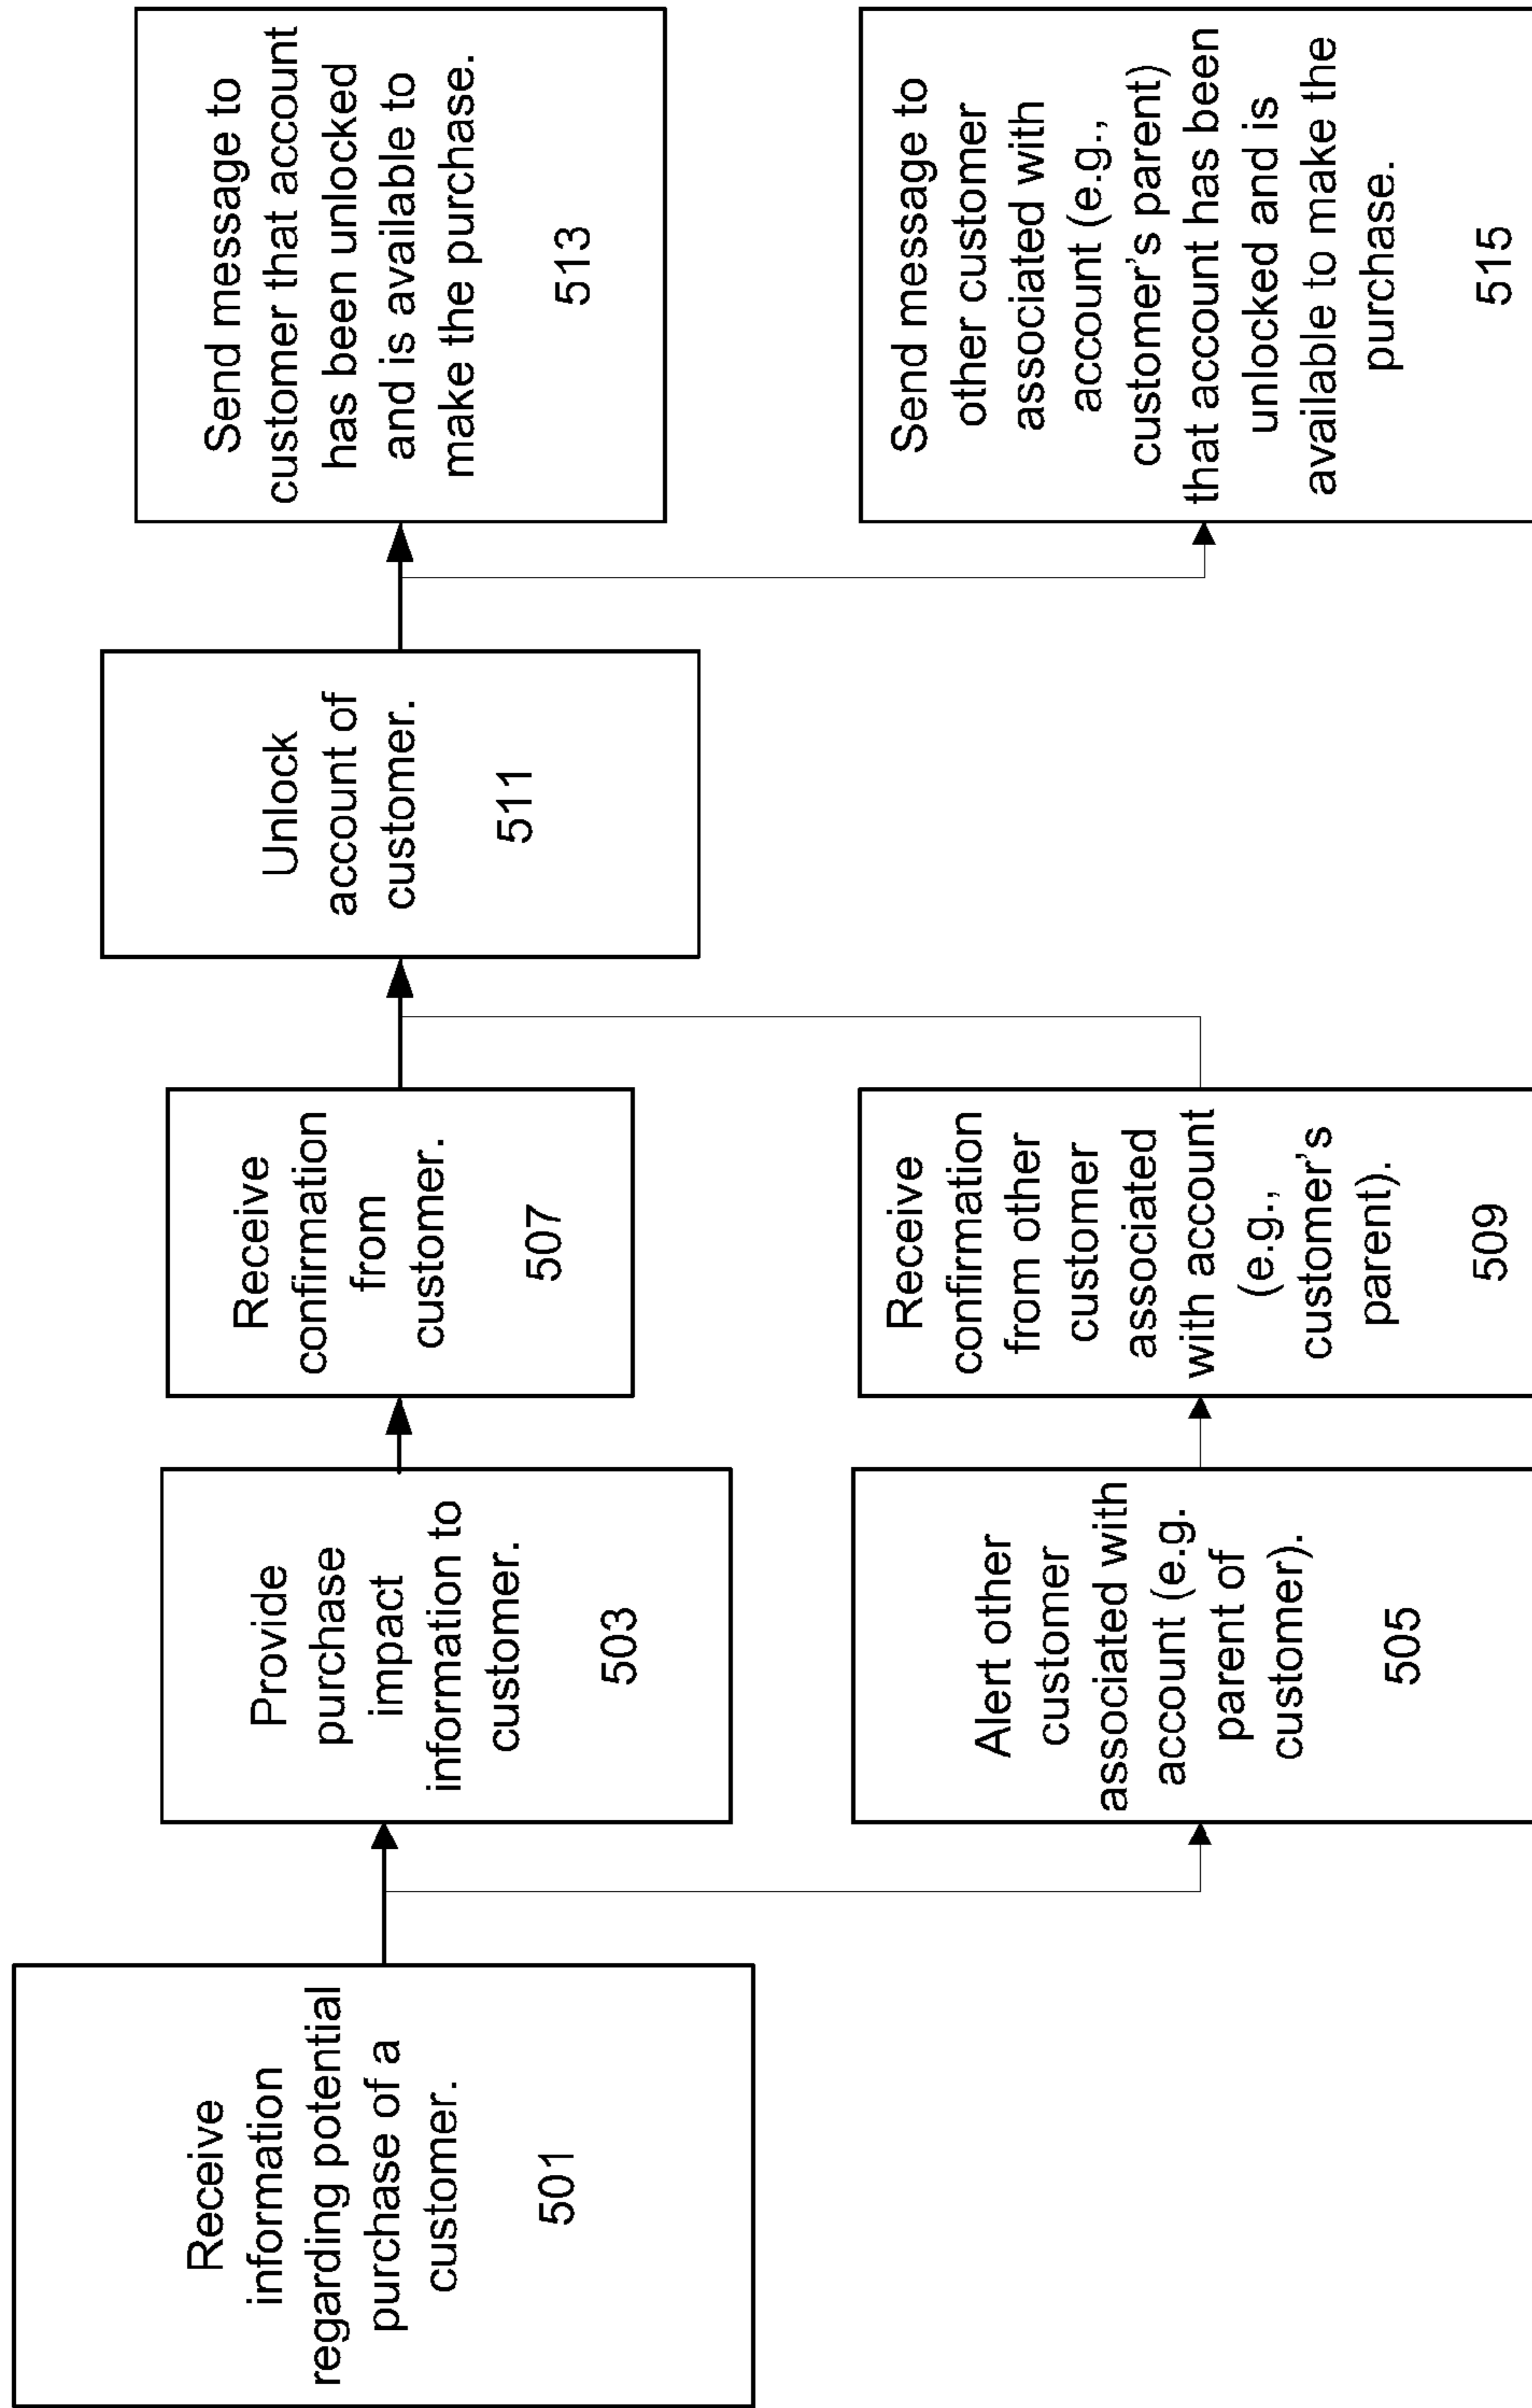 Receive
information
regarding potential
purchase of a
customer.
501
Provide
purchase
impact
information to
customer.
503
Alert other
customer
associated with
account (e.g.
parent of
customer).
505
Receive
confirmation
from
customer.
507
Receive
confirmation
from other
customer
associated
with account
(e.g.,
customer's
parent).
509
Unlock
account of
customer.
511
Send message to
customer that account
has been unlocked
and is available to
make the purchase.
513
Send message to
other customer
associated with
account (e.g.,
customer's parent)
that account has been
unlocked and is
available to make the
purchase.
515